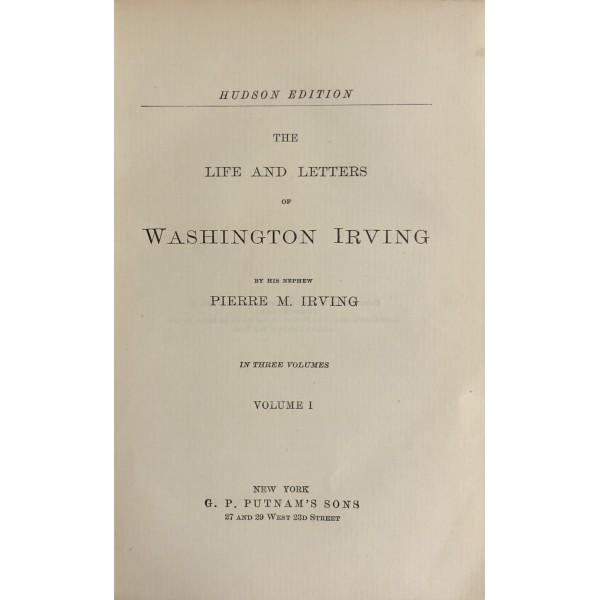 HUDSON EDITION
THE
LIFE AND LETTERS
OF
WASHINGTON IRVING
BY HIS NEPHEW
PIERRE M. IRVING
IN THREE VOLUMES
VOLUME I
NEW YORK
G. P. PUTNAM'S SONS
27 AND 29 WEST 23D STREET